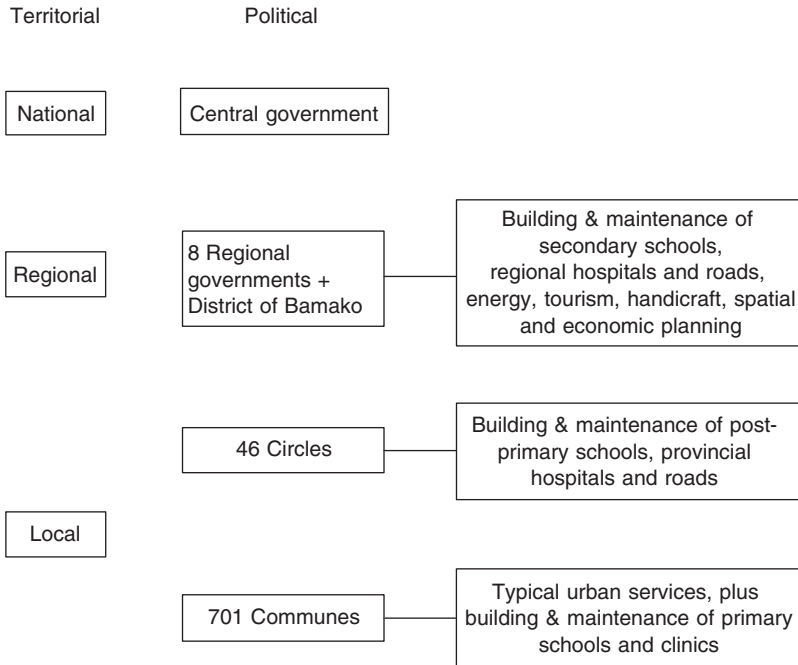 Territorial
Political
National
Central government
Regional
8 Regional
governments +
District of Bamako
Building & maintenance of
secondary schools,
regional hospitals and roads,
energy, tourism, handicraft, spatial
and economic planning
46 Circles
Building & maintenance of post-
primary schools, provincial
hospitals and roads
Local
701 Communes
Typical urban services, plus
building & maintenance of primary
schools and clinics